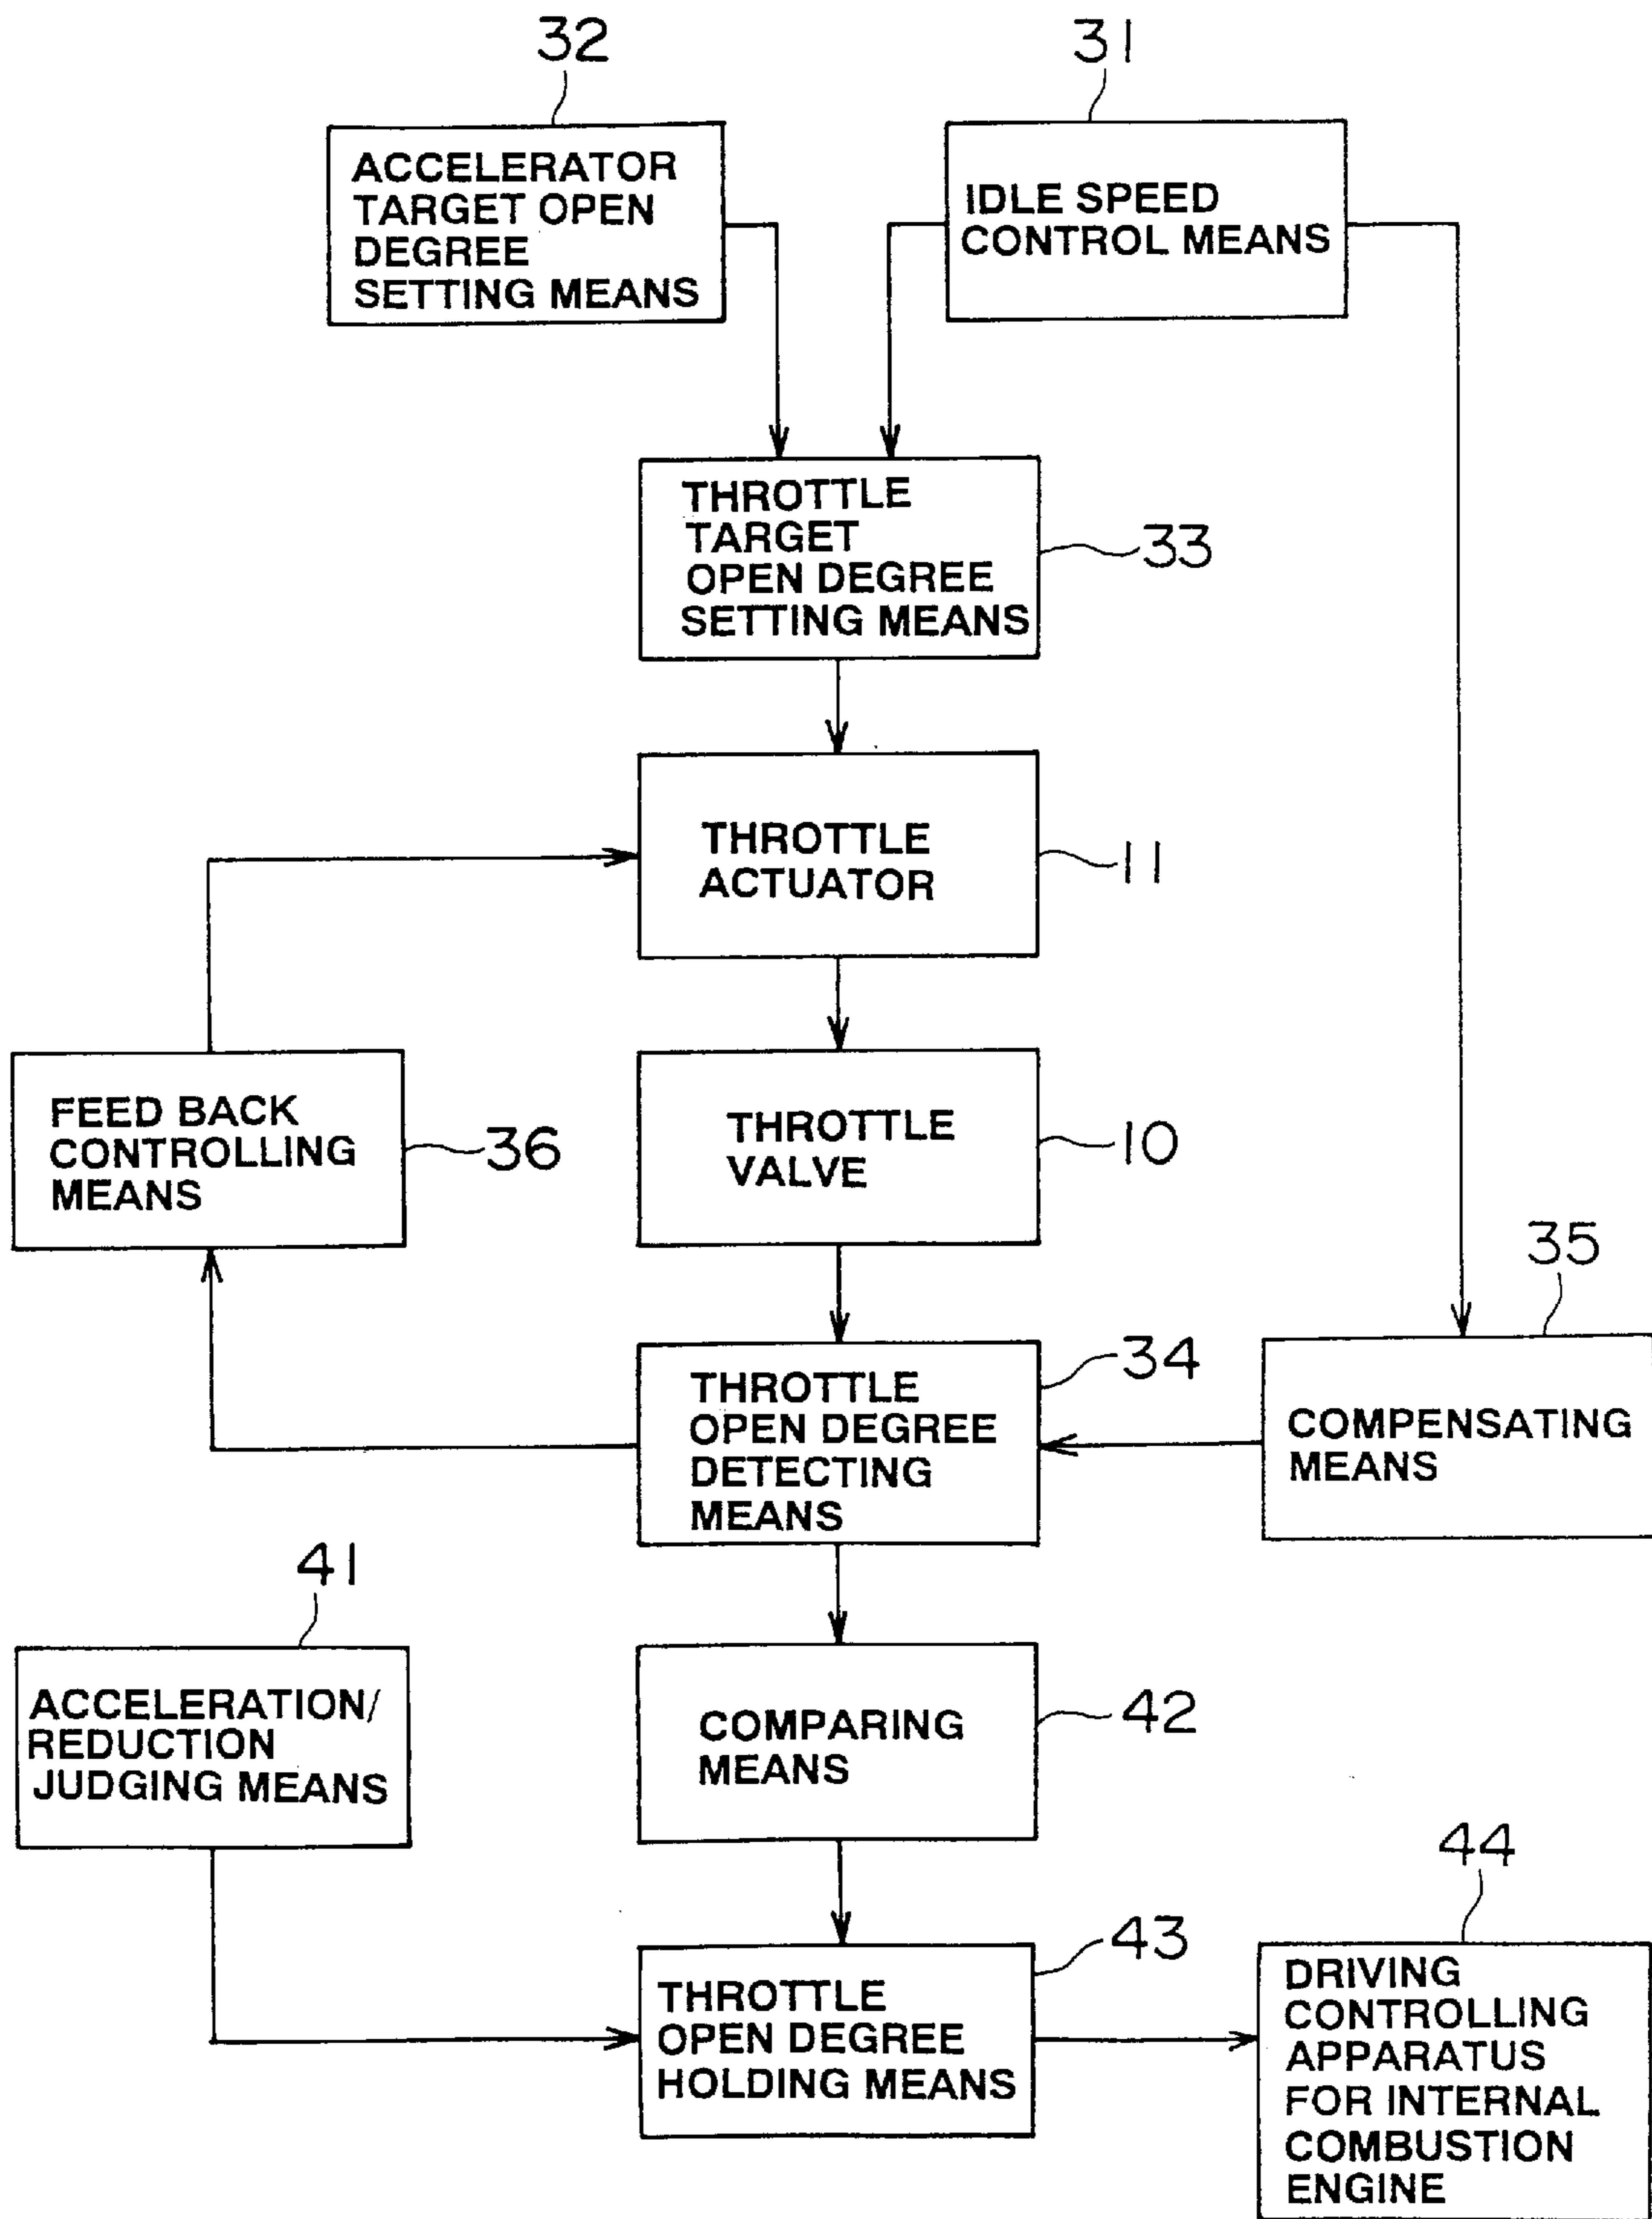 32
31
ACCELERATOR
TARGET OPEN
DEGREE
SETTING MEANS
IDLE SPEED
CONTROL MEANS
THROTTLE
TARGET
OPEN DEGREE
SETTING MEANS
33
THROTTLE
ACTUATOR
11
FEED BACK
CONTROLLING
MEANS
36
THROTTLE
VALVE
10
35
34
THROTTLE
OPEN DEGREE
DETECTING
MEANS
COMPENSATING
MEANS
41
ACCELERATION/
REDUCTION
JUDGING MEANS
COMPARING
MEANS
42
44
43
THROTTLE
OPEN DEGREE
HOLDING MEANS
DRIVING
CONTROLLING
APPARATUS
FOR INTERNAL
COMBUSTION
ENGINE